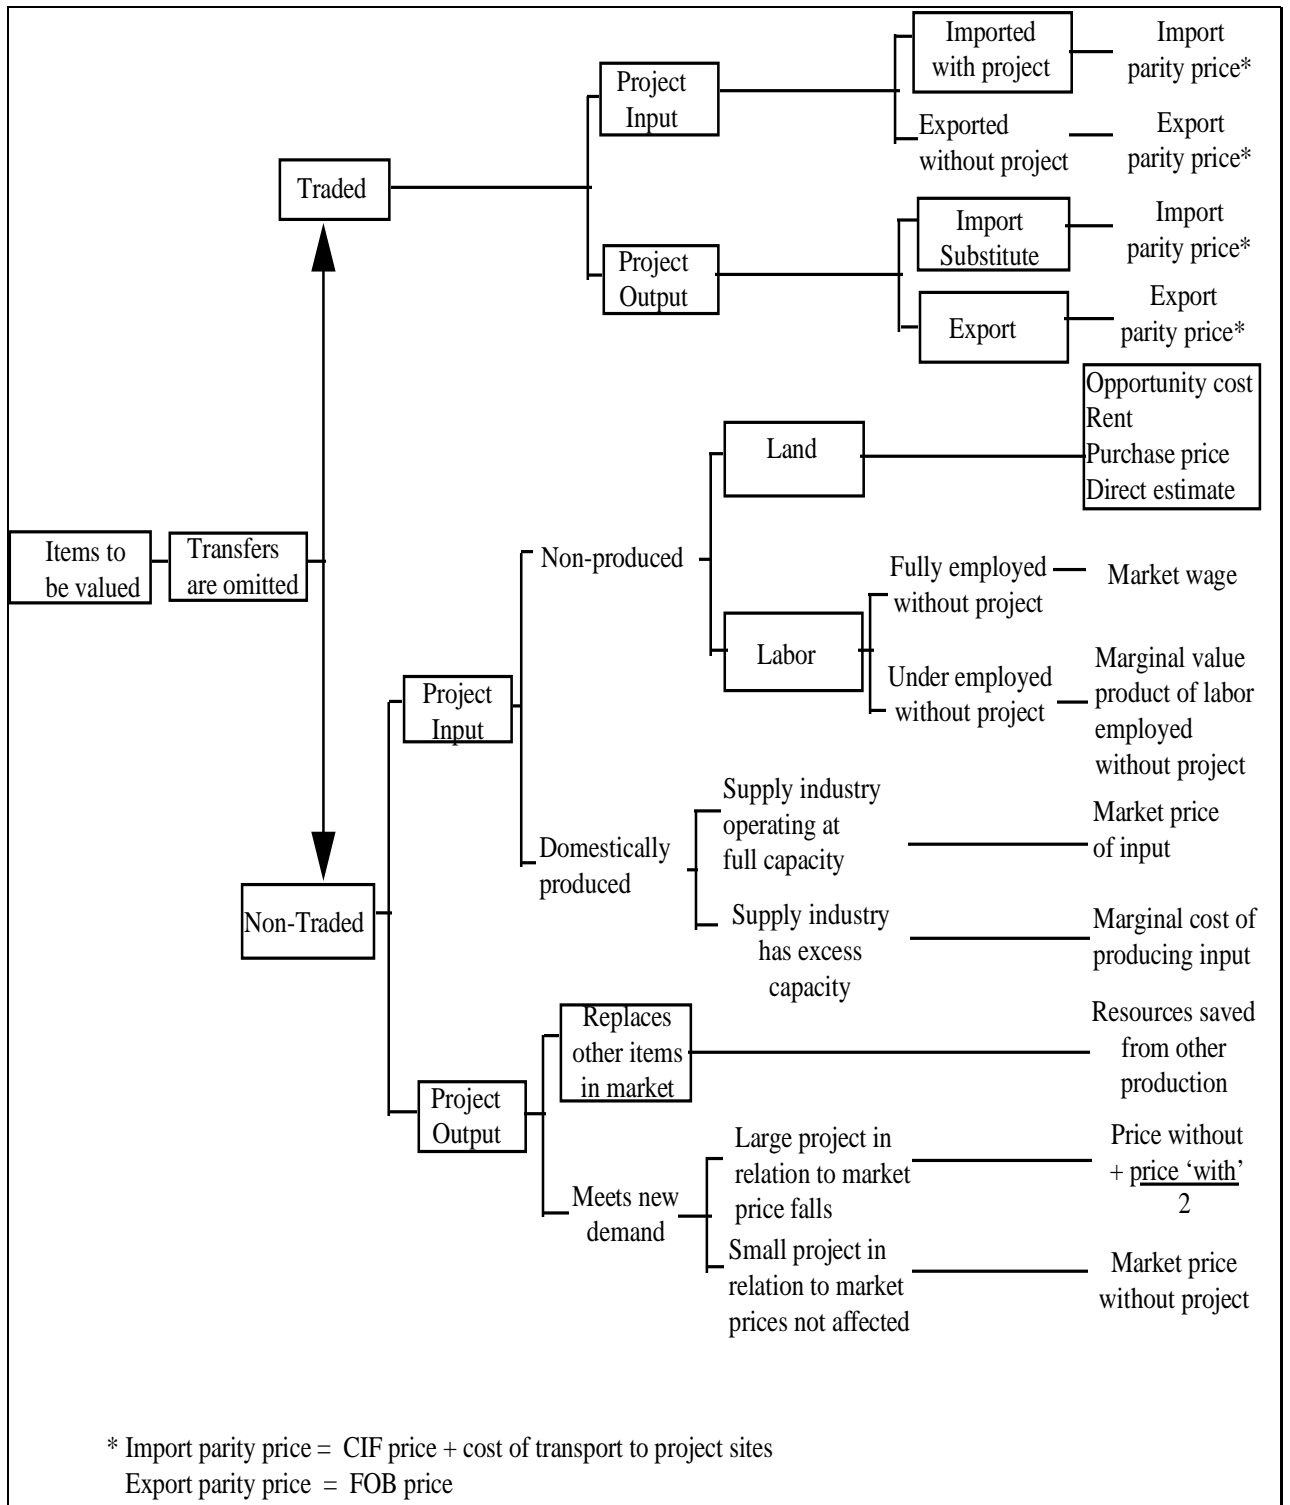 Imported
with project
Import
parity price*
Project
Input
Exported
without project
Export
parity price*
Traded
Import
Substitute
Import
parity price*
Project
Output
Export
Export
parity price*
Opportunity cost
Rent
Purchase price
Direct estimate
Land
Items to
be valued
Transfers
are omitted
Non-produced
Fully employed
without project
Market wage
Labor
Under employed
without project
Marginal value
product of labor
employed
without project
Project
Input
Supply industry
operating at
full capacity
Market price
of input
Domestically
produced
Non-Traded
Supply industry
has excess
capacity
Marginal cost of
producing input
Replaces
other items
in market
Resources saved
from other
production
Project
Output
Large project in
relation to market
price falls
Price without
+ price ‘with’
2
Meets new
demand
Small project in
relation to market
prices not affected
Market price
without project
* Import parity price = CIF price + cost of transport to project sites
Export parity price = FOB price